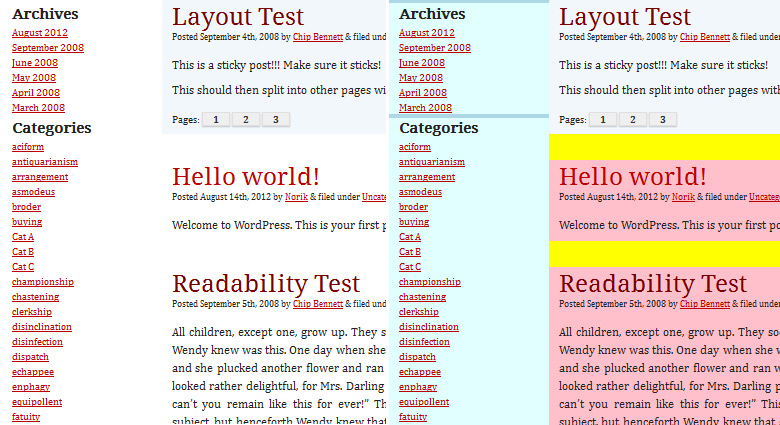 Archives
August 2012
September 2008
June 2008
May 2008
April 2008
March 2008
Categories
aciform
antiquarianism
arrangement
asmodeus
broder
buying
Cat A
Cat B
Cat C
championship
chastening
clerkship
disinclination
disinfection
dispatch
echappee
enphagy
equipollent
fatuity
Layout Test
Posted September 4th, 2008 by Chip Bennett & filed und
This is a sticky post!!! Make sure it sticks!
This should then split into other pages wi
Pages: 1 2 3
Hello world!
Posted August 14th, 2012 by Norik & filed under Uncate
Welcome to WordPress. This is your first p
Readability Test
Posted September 5th, 2008 by Chip Bennett & filed und
All children, except one, grow up. They s
Wendy knew was this. One day when she
and she plucked another flower and ran
looked rather delightful, for Mrs. Darling
can't you remain like this for ever!" Th
subject, but henceforth Wendy knew that
Archives
August 2012
September 2008
June 2008
May 2008
April 2008
March 2008
Categories
aciform
antiquarianism
arrangement
asmodeus
broder
buying
Cat A
Cat B
Cat C
championship
chastening
clerkship
disinclination
disinfection
dispatch
echappee
enphagy
equipollent
fatuity
Layout Test
Posted September 4th, 2008 by Chip Bennett & filed under
This is a sticky post!!! Make sure it sticks!
This should then split into other pages with
Pages: 1 2 3
Hello world!
Posted August 14th, 2012 by Norik & filed under Uncateg
Welcome to WordPress. This is your first po
Readability Test
Posted September 5th, 2008 by Chip Bennett & filed unde
All children, except one, grow up. They so
Wendy knew was this. One day when she w
and she plucked another flower and ran w
looked rather delightful, for Mrs. Darling p
can't you remain like this for ever!" This
subject, but henceforth Wendy knew that